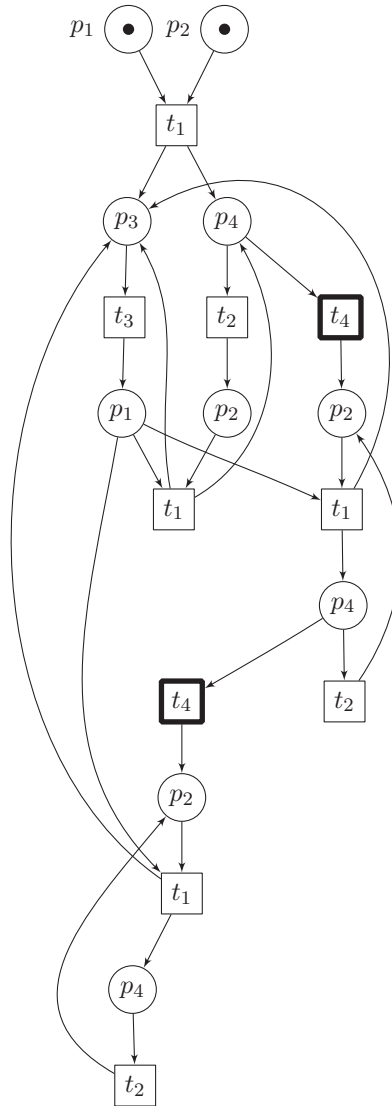 p1 p2
t1
p3 p4
t3 t2 t4
p1 p2 p2
t1 t1
p4
t4 t2
p2
t1
p4
t2